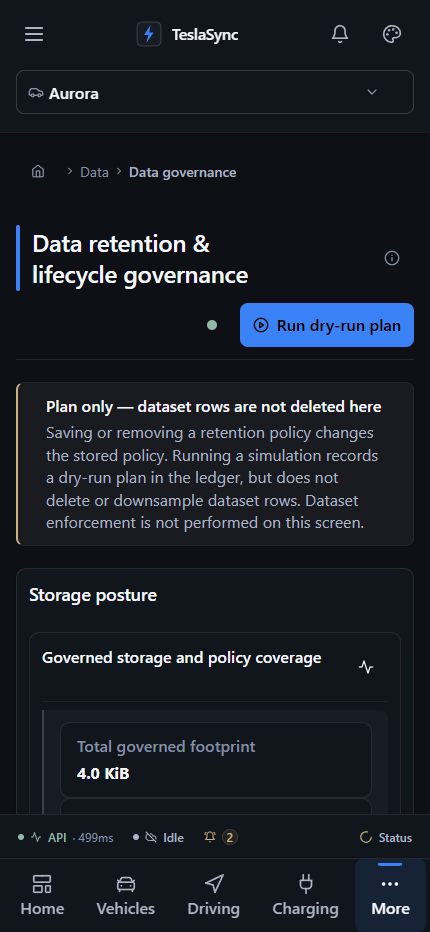 TeslaSync
Aurora
Data
Data governance
Data retention &
lifecycle governance
Run dry-run plan
Plan only — dataset rows are not deleted here
Saving or removing a retention policy changes
the stored policy. Running a simulation records
a dry-run plan in the ledger, but does not
delete or downsample dataset rows. Dataset
enforcement is not performed on this screen.
Storage posture
Governed storage and policy coverage
Total governed footprint
4.0 KiB
API · 499ms
Idle
2
Status
Home
Vehicles
Driving
Charging
More